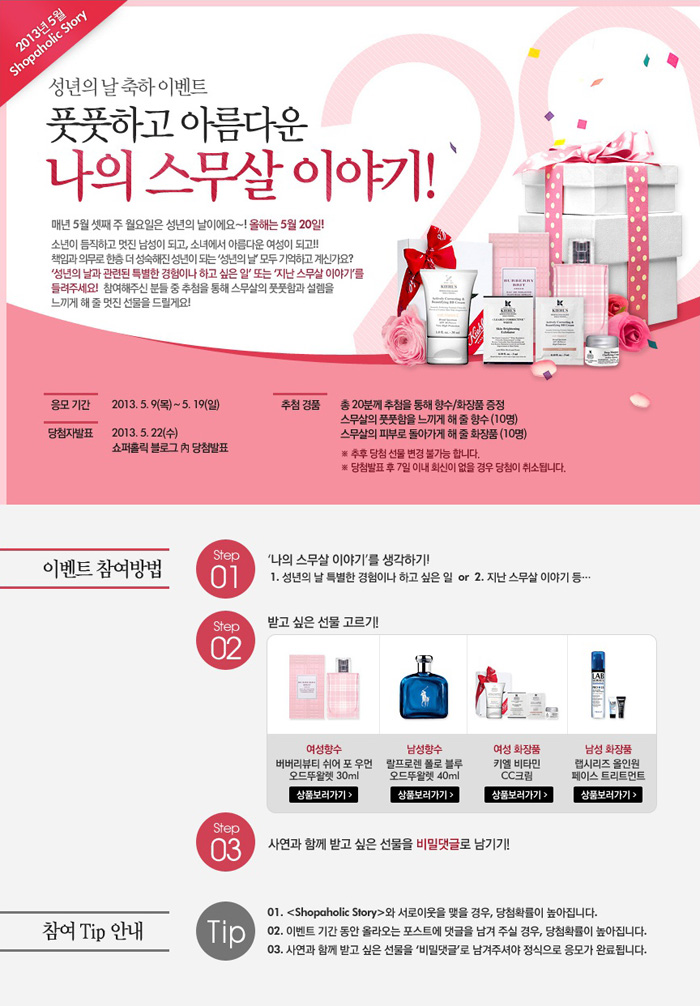 2013년 5월
Shopaholic Story
성년의 날 축하 이벤트
풋풋하고 아름다운
나의 스무살 이야기!
20
매년 5월 셋째 주 월요일은 성년의 날이에요~! 올해는 5월 20일!
소년이 듬직하고 멋진 남성이 되고, 소녀에서 아름다운 여성이 되고!!
책임과 의무로 한층 더 성숙해진 성년이 되는 '성년의 날' 모두 기억하고 계신가요?
'성년의 날과 관련된 특별한 경험이나 하고 싶은 일' 또는 '지난 스무살 이야기'를
들려주세요! 참여해주신 분들 중 추첨을 통해 스무살의 풋풋함과 설렘을
느끼게 해 줄 멋진 선물을 드릴게요!
KIEHL'S
KIEHL'S
KIEHL'S
응모 기간 2013. 5. 9(목) ~ 5. 19(일)
당첨자발표 2013. 5. 22(수)
쇼퍼홀릭 블로그 內 당첨발표
추첨 경품 총 20분께 추첨을 통해 향수/화장품 증정
스무살의 풋풋함을 느끼게 해 줄 향수 (10명)
스무살의 피부로 돌아가게 해 줄 화장품 (10명)
※ 추후 당첨 선물 변경 불가능 합니다.
※ 당첨발표 후 7일 이내 회신이 없을 경우 당첨이 취소됩니다.
이벤트 참여방법
Step
01
'나의 스무살 이야기'를 생각하기!
1. 성년의 날 특별한 경험이나 하고 싶은 일 or 2. 지난 스무살 이야기 등…
Step
02
받고 싶은 선물 고르기!
LAB
여성향수
버버리뷰티 쉬어 포 우먼
오드뚜왈렛 30ml
상품보러가기 >
남성향수
랄프로렌 폴로 블루
오드뚜왈렛 40ml
상품보러가기 >
여성 화장품
키엘 비타민
CC크림
상품보러가기 >
남성 화장품
랩시리즈 올인원
페이스 트리트먼트
상품보러가기 >
Step
03
사연과 함께 받고 싶은 선물을 비밀댓글로 남기기!
참여 Tip 안내
Tip
01. <Shopaholic Story>와 서로이웃을 맺을 경우, 당첨확률이 높아집니다.
02. 이벤트 기간 동안 올라오는 포스트에 댓글을 남겨 주실 경우, 당첨확률이 높아집니다.
03. 사연과 함께 받고 싶은 선물을 '비밀댓글'로 남겨주셔야 정식으로 응모가 완료됩니다.